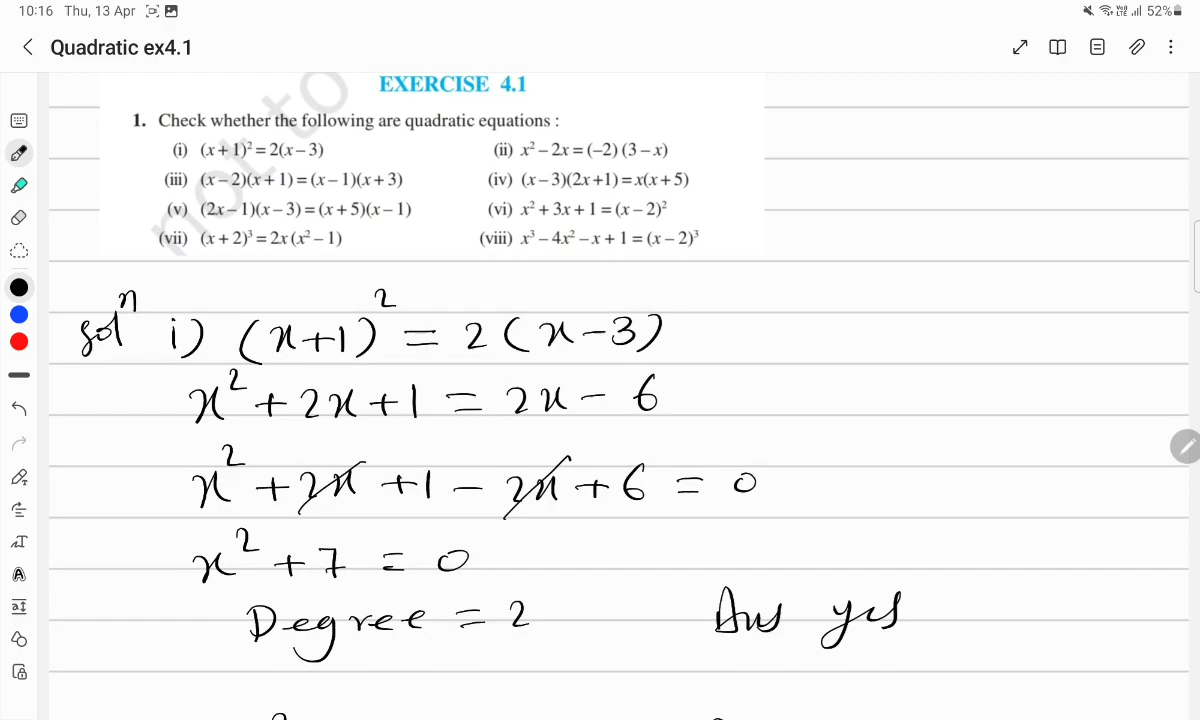 10:16 Thu, 13 Apr 52%
Quadratic ex4.1
EXERCISE 4.1
1. Check whether the following are quadratic equations :
(i) (x + 1)² = 2(x – 3) (ii) x² – 2x = (–2) (3 – x)
(iii) (x – 2)(x + 1) = (x – 1)(x + 3) (iv) (x – 3)(2x +1) = x(x + 5)
(v) (2x – 1)(x – 3) = (x + 5)(x – 1) (vi) x² + 3x + 1 = (x – 2)²
(vii) (x + 2)³ = 2x (x² – 1) (viii) x³ – 4x² – x + 1 = (x – 2)³
not to
solⁿ i) (x+1)² = 2(x-3)
x² + 2x + 1 = 2x - 6
x² + 2x + 1 - 2x + 6 = 0
x² + 7 = 0
Degree = 2 Ans yes